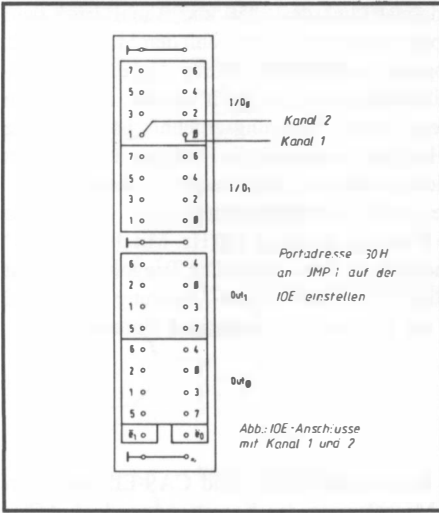 7 6
5 4
3 2
1 0
I/O0
Kanal 2
Kanal 1
7 6
5 4
3 2
1 0
I/O1
6 4
2 0
1 3
5 7
Out1
Portadresse 30H
an JMP1 auf der
IOE einstellen
6 4
2 0
1 3
5 7
Out0
Abb.: IOE-Anschlusse
mit Kanal 1 und 2